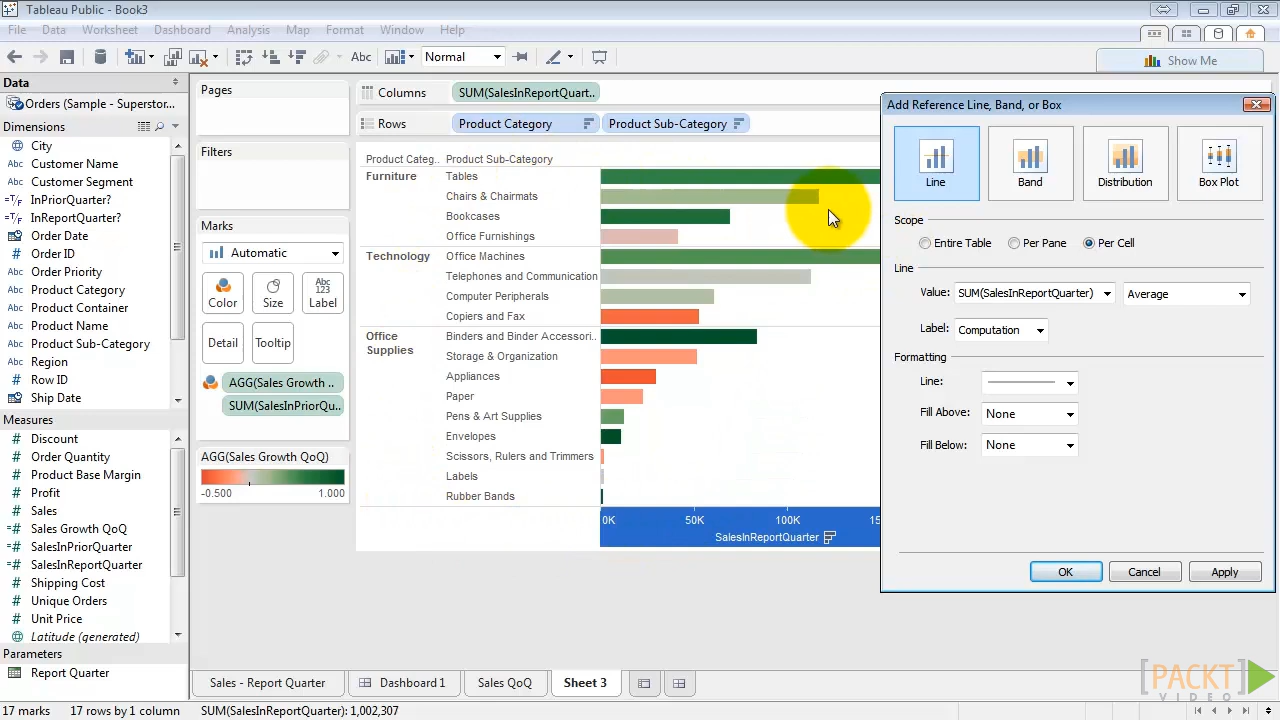 Tableau Public - Book3
File Data Worksheet Dashboard Analysis Map Format Window Help
Abc Normal Show Me
Data
Orders (Sample - Superstor...
Dimensions
City
Abc Customer Name
Abc Customer Segment
=T/F InPriorQuarter?
=T/F InReportQuarter?
Order Date
Abc Order ID
Abc Order Priority
Abc Product Category
Abc Product Container
Abc Product Name
Abc Product Sub-Category
Abc Region
# Row ID
Ship Date
Measures
# Discount
# Order Quantity
# Product Base Margin
# Profit
# Sales
=# Sales Growth QoQ
=# SalesInPriorQuarter
=# SalesInReportQuarter
# Shipping Cost
# Unique Orders
# Unit Price
Latitude (generated)
Parameters
Report Quarter
Pages
Filters
Marks
Automatic
Color Size Abc 123 Label
Detail Tooltip
AGG(Sales Growth ..
SUM(SalesInPriorQu..
AGG(Sales Growth QoQ)
-0.500 1.000
Columns SUM(SalesInReportQuart..
Rows Product Category Product Sub-Category
Product Categ.. Product Sub-Category
Furniture Tables
Chairs & Chairmats
Bookcases
Office Furnishings
Technology Office Machines
Telephones and Communication
Computer Peripherals
Copiers and Fax
Office Supplies Binders and Binder Accessori..
Storage & Organization
Appliances
Paper
Pens & Art Supplies
Envelopes
Scissors, Rulers and Trimmers
Labels
Rubber Bands
0K 50K 100K 15
SalesInReportQuarter
Add Reference Line, Band, or Box
Line Band Distribution Box Plot
Scope
Entire Table Per Pane Per Cell
Line
Value: SUM(SalesInReportQuarter) Average
Label: Computation
Formatting
Line:
Fill Above: None
Fill Below: None
OK Cancel Apply
Sales - Report Quarter Dashboard 1 Sales QoQ Sheet 3
17 marks 17 rows by 1 column SUM(SalesInReportQuarter): 1,002,307
[PACKT]
VIDEO